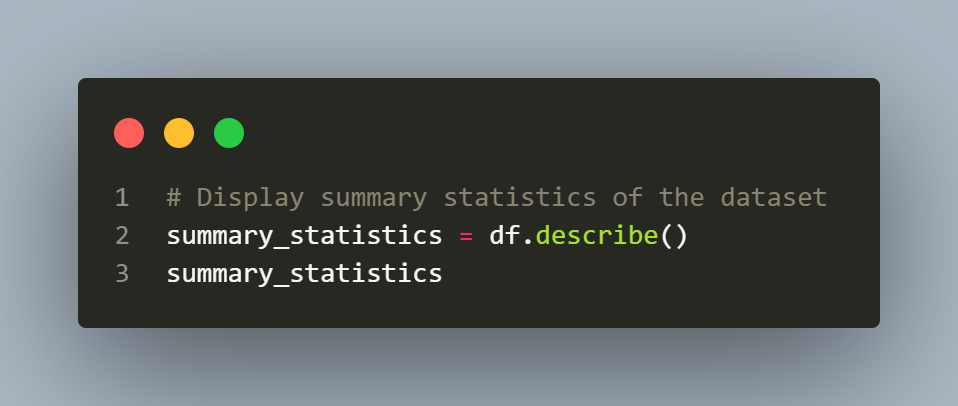 1 # Display summary statistics of the dataset
2 summary_statistics = df.describe()
3 summary_statistics